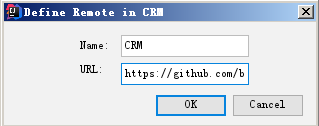 Define Remote in CRM
Name: CRM
URL: https://github.com/b
OK Cancel